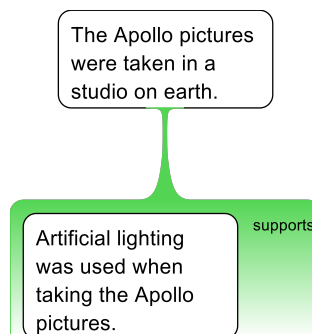 The Apollo pictures
were taken in a
studio on earth.
supports
Artificial lighting
was used when
taking the Apollo
pictures.